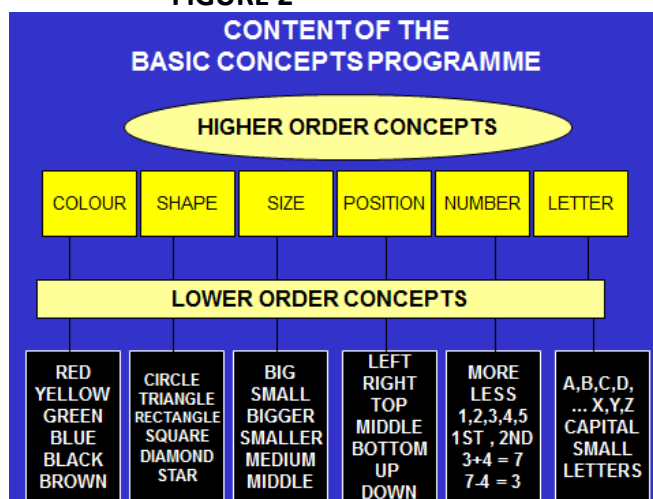 FIGURE 2
CONTENT OF THE
BASIC CONCEPTS PROGRAMME
HIGHER ORDER CONCEPTS
COLOUR
SHAPE
SIZE
POSITION
NUMBER
LETTER
LOWER ORDER CONCEPTS
RED
YELLOW
GREEN
BLUE
BLACK
BROWN
CIRCLE
TRIANGLE
RECTANGLE
SQUARE
DIAMOND
STAR
BIG
SMALL
BIGGER
SMALLER
MEDIUM
MIDDLE
LEFT
RIGHT
TOP
MIDDLE
BOTTOM
UP
DOWN
MORE
LESS
1,2,3,4,5
1ST , 2ND
3+4 = 7
7-4 = 3
A,B,C,D,
... X,Y,Z
CAPITAL
SMALL
LETTERS